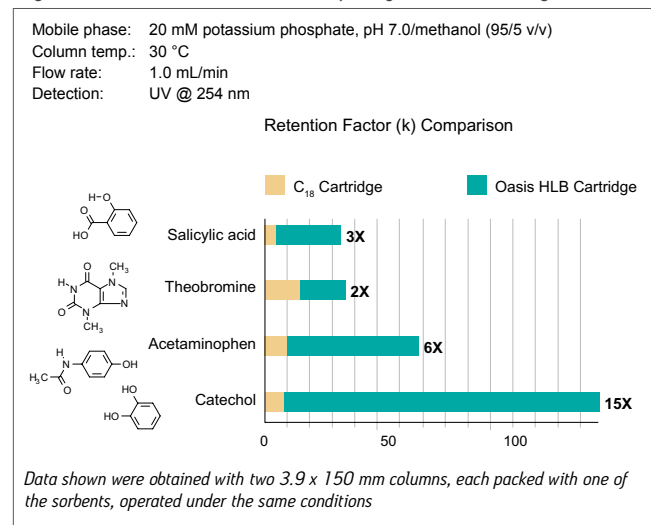 Mobile phase: 20 mM potassium phosphate, pH 7.0/methanol (95/5 v/v)
Column temp.: 30 °C
Flow rate: 1.0 mL/min
Detection: UV @ 254 nm
Retention Factor (k) Comparison
C18 Cartridge
Oasis HLB Cartridge
H
O
O
HO
Salicylic acid
3X
O
CH3
HN
N
O
N
N
CH3
Theobromine
2X
Acetaminophen
6X
H
N
OH
H3C
O
HO
HO
Catechol
15X
0 50 100
Data shown were obtained with two 3.9 x 150 mm columns, each packed with one of
the sorbents, operated under the same conditions